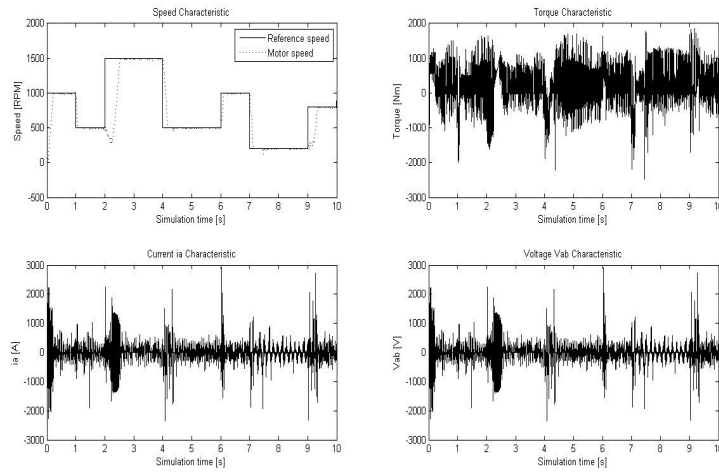 Speed Characteristic
2000
1500
1000
500
0
-500
Speed [RPM]
Reference speed
Motor speed
0 1 2 3 4 5 6 7 8 9 10
Simulation time [s]
Torque Characteristic
2000
1000
0
-1000
-2000
-3000
Torque [Nm]
0 1 2 3 4 5 6 7 8 9 10
Simulation time [s]
Current ia Characteristic
3000
2000
1000
0
-1000
-2000
-3000
ia [A]
0 1 2 3 4 5 6 7 8 9 10
Simulation time [s]
Voltage Vab Characteristic
3000
2000
1000
0
-1000
-2000
-3000
Vab [V]
0 1 2 3 4 5 6 7 8 9 10
Simulation time [s]